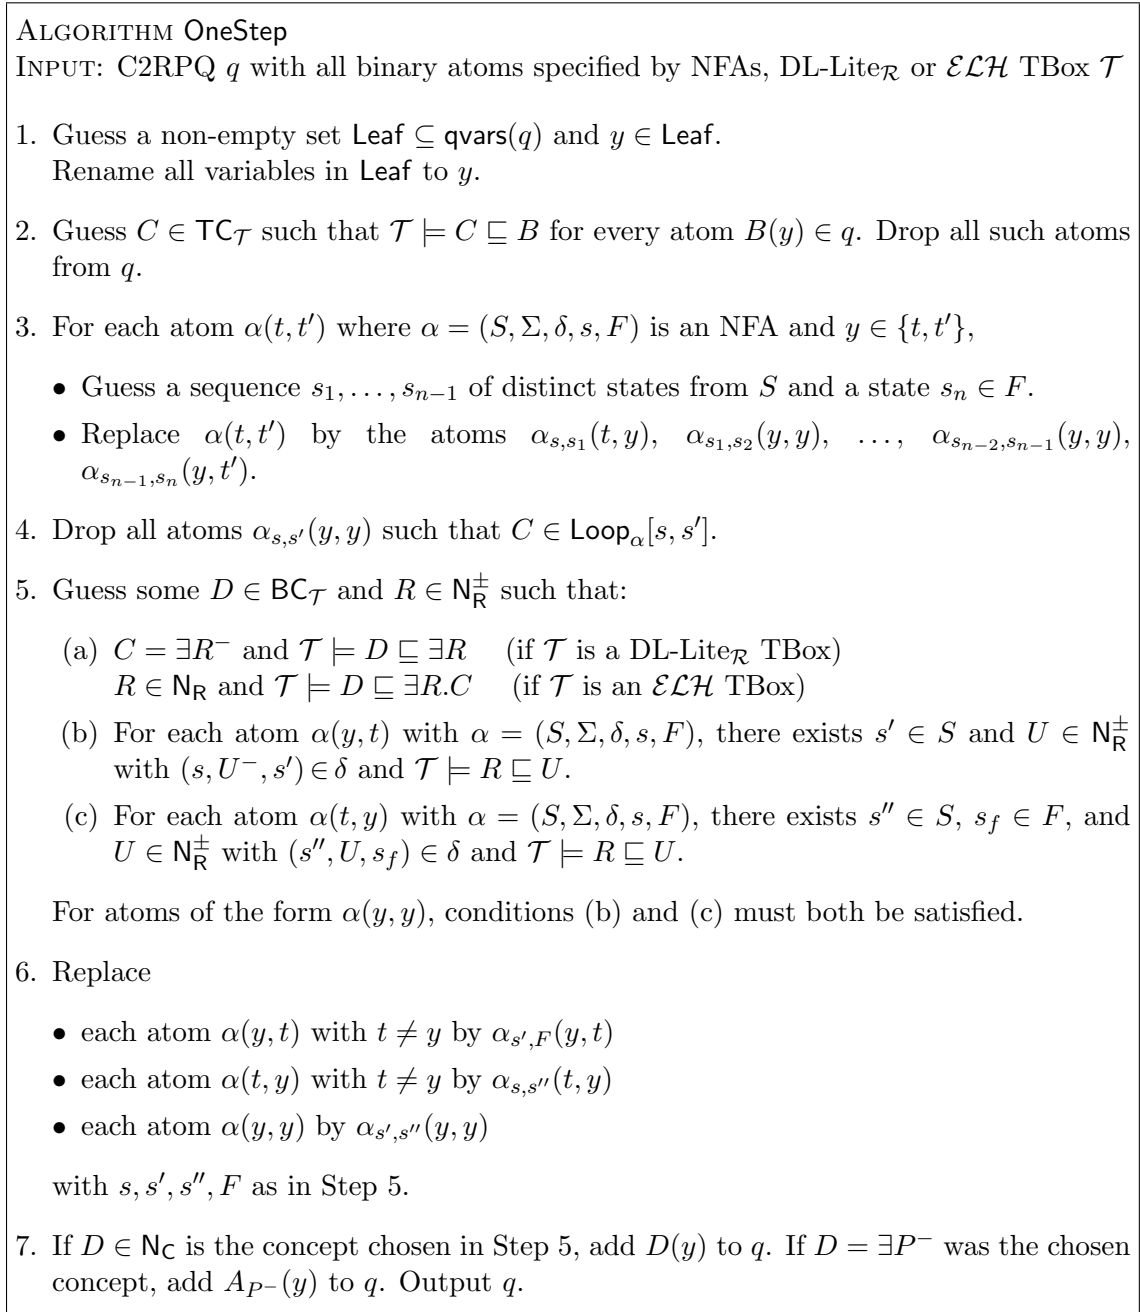 ALGORITHM OneStep
INPUT: C2RPQ q with all binary atoms specified by NFAs, DL-Lite_R or ELH TBox T
1. Guess a non-empty set Leaf ⊆ qvars(q) and y ∈ Leaf.
Rename all variables in Leaf to y.
2. Guess C ∈ TC_T such that T ⊨ C ⊑ B for every atom B(y) ∈ q. Drop all such atoms
from q.
3. For each atom α(t, t′) where α = (S, Σ, δ, s, F) is an NFA and y ∈ {t, t′},
• Guess a sequence s_1, . . . , s_{n−1} of distinct states from S and a state s_n ∈ F.
• Replace α(t, t′) by the atoms α_{s,s_1}(t, y), α_{s_1,s_2}(y, y), . . . , α_{s_{n−2},s_{n−1}}(y, y),
α_{s_{n−1},s_n}(y, t′).
4. Drop all atoms α_{s,s′}(y, y) such that C ∈ Loop_α[s, s′].
5. Guess some D ∈ BC_T and R ∈ N_R^± such that:
(a) C = ∃R^− and T ⊨ D ⊑ ∃R (if T is a DL-Lite_R TBox)
R ∈ N_R and T ⊨ D ⊑ ∃R.C (if T is an ELH TBox)
(b) For each atom α(y, t) with α = (S, Σ, δ, s, F), there exists s′ ∈ S and U ∈ N_R^±
with (s, U^−, s′) ∈ δ and T ⊨ R ⊑ U.
(c) For each atom α(t, y) with α = (S, Σ, δ, s, F), there exists s′′ ∈ S, s_f ∈ F, and
U ∈ N_R^± with (s′′, U, s_f) ∈ δ and T ⊨ R ⊑ U.
For atoms of the form α(y, y), conditions (b) and (c) must both be satisfied.
6. Replace
• each atom α(y, t) with t ≠ y by α_{s′,F}(y, t)
• each atom α(t, y) with t ≠ y by α_{s,s′′}(t, y)
• each atom α(y, y) by α_{s′,s′′}(y, y)
with s, s′, s′′, F as in Step 5.
7. If D ∈ N_C is the concept chosen in Step 5, add D(y) to q. If D = ∃P^− was the chosen
concept, add A_{P^−}(y) to q. Output q.